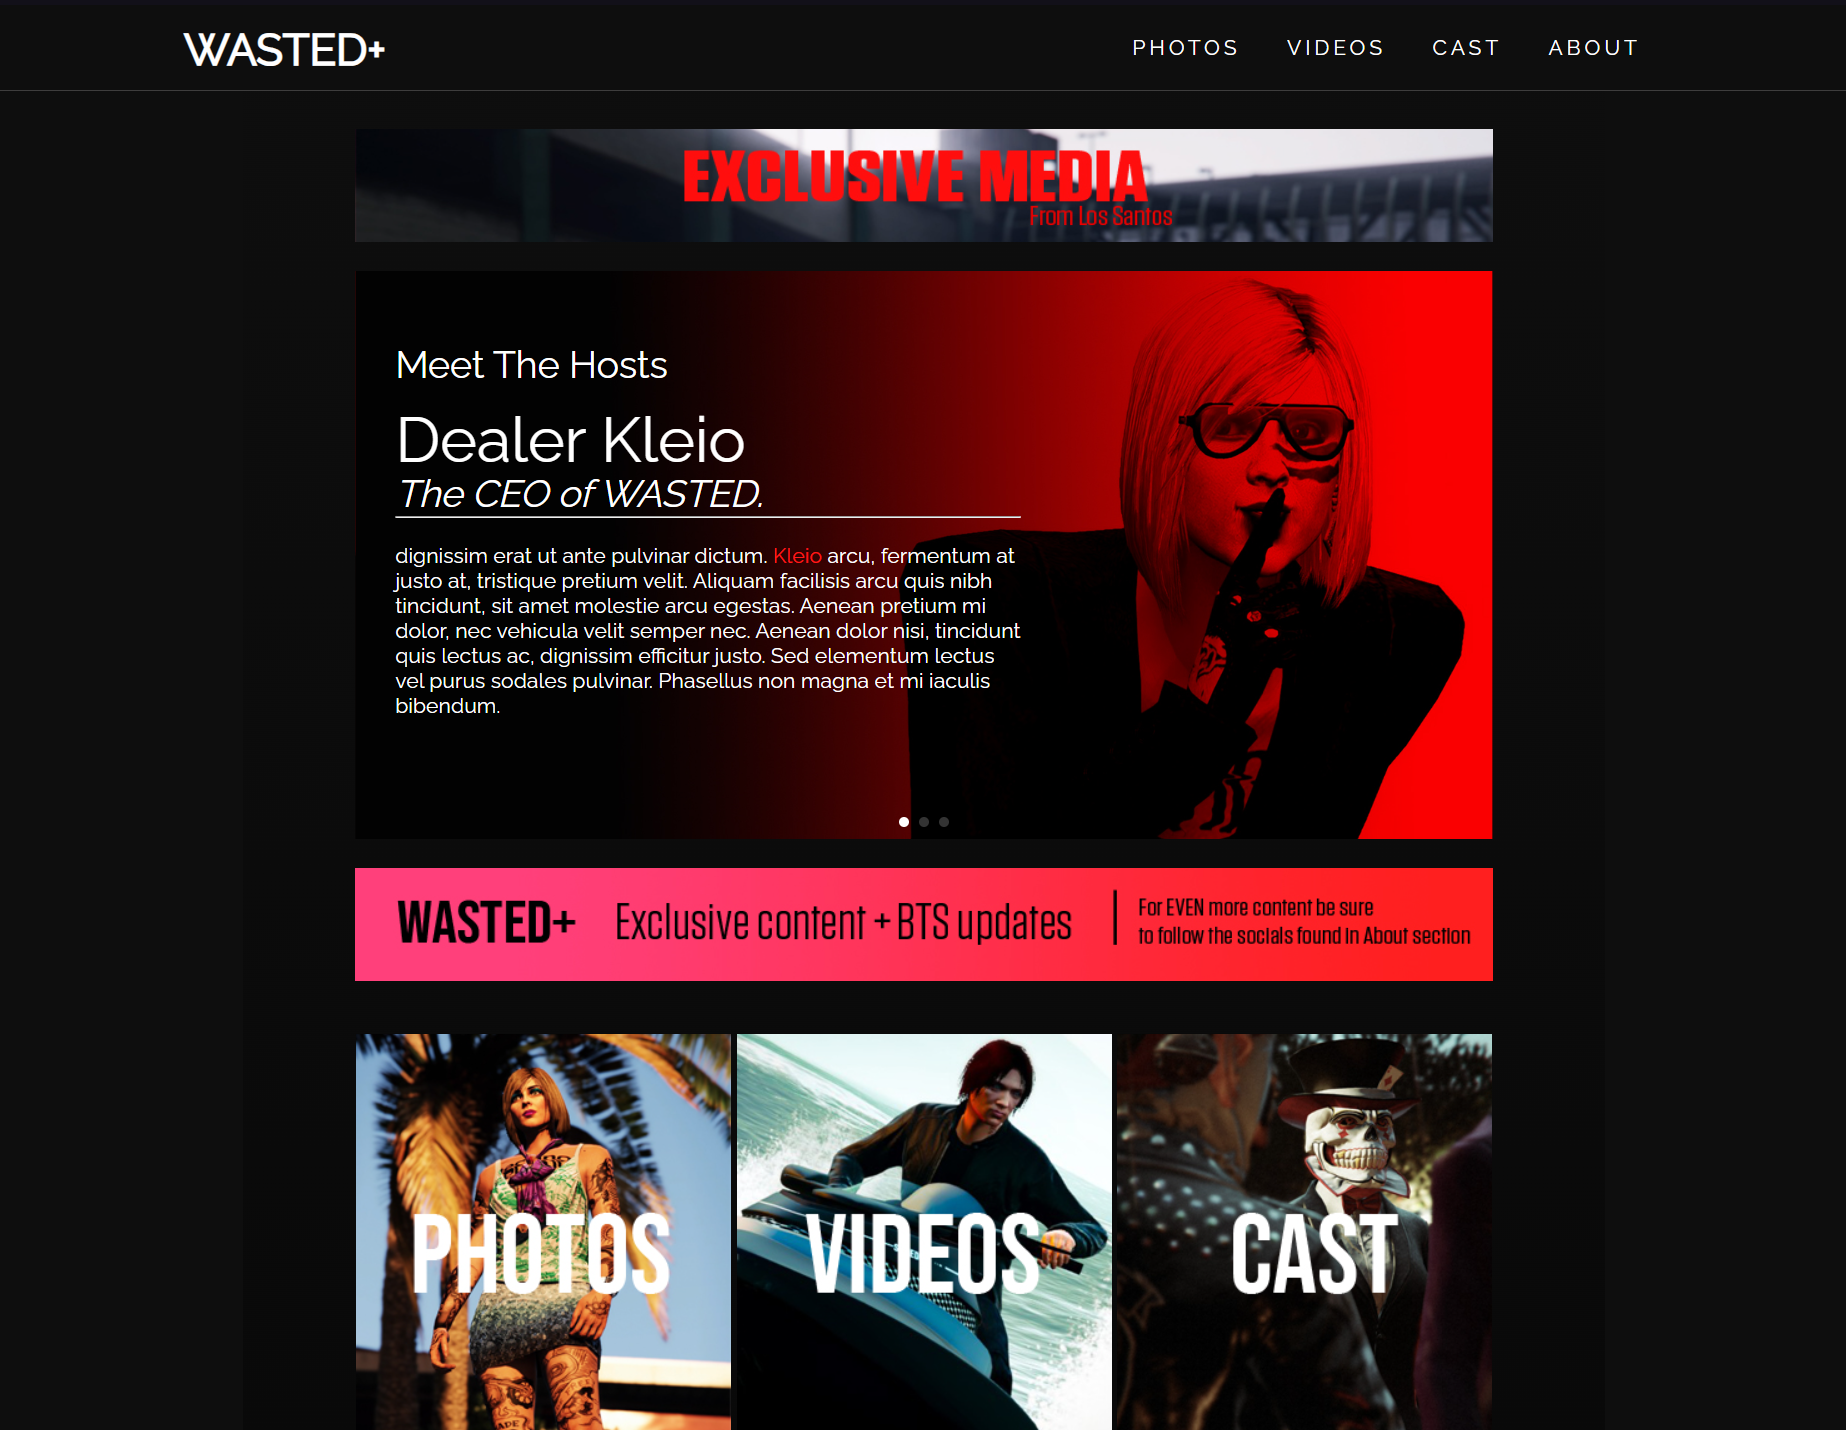 WASTED+
PHOTOS VIDEOS CAST ABOUT
EXCLUSIVE MEDIA
From Los Santos
Meet The Hosts
Dealer Kleio
The CEO of WASTED.
dignissim erat ut ante pulvinar dictum. Kleio arcu, fermentum at
justo at, tristique pretium velit. Aliquam facilisis arcu quis nibh
tincidunt, sit amet molestie arcu egestas. Aenean pretium mi
dolor, nec vehicula velit semper nec. Aenean dolor nisi, tincidunt
quis lectus ac, dignissim efficitur justo. Sed elementum lectus
vel purus sodales pulvinar. Phasellus non magna et mi iaculis
bibendum.
WASTED+
Exclusive content + BTS updates
For EVEN more content be sure
to follow the socials found in About section
PHOTOS
VIDEOS
CAST